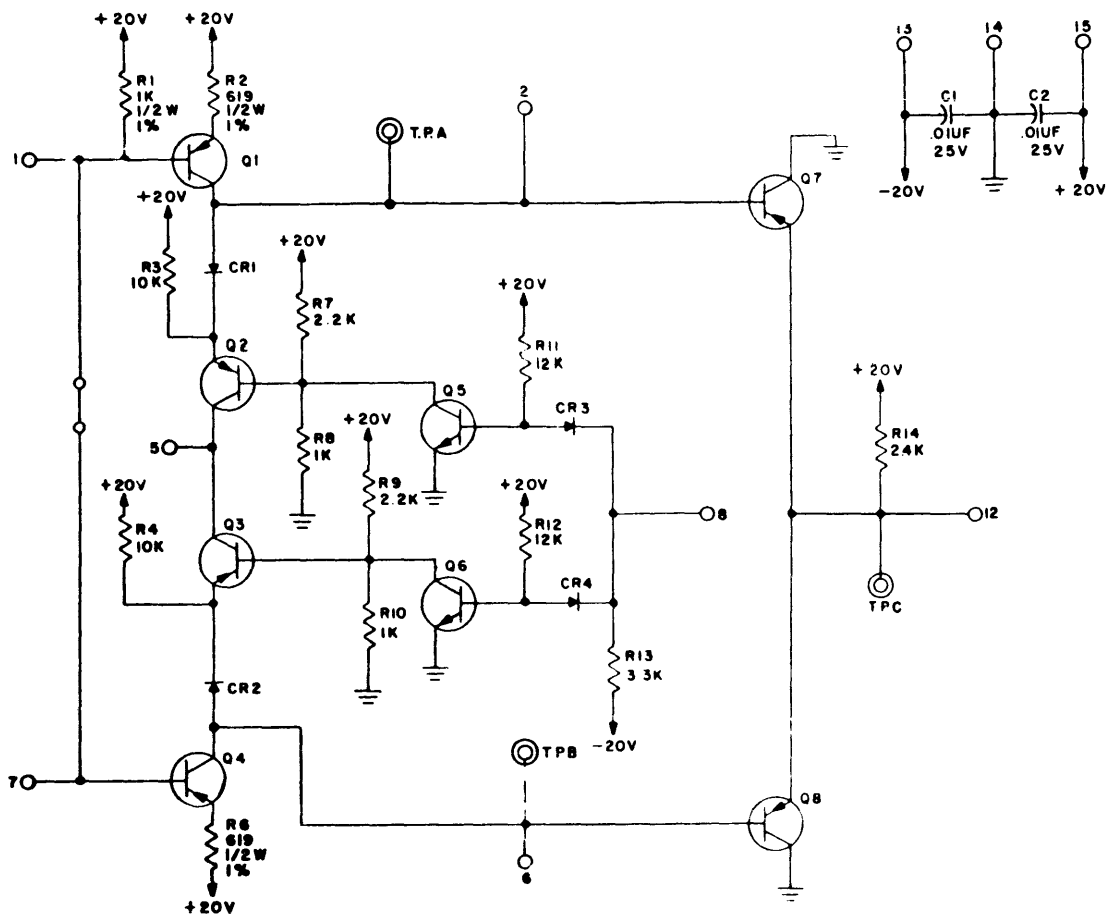 +20V
+20V
R1
1K
1/2W
1%
R2
619
1/2W
1%
1
Q1
T.P.A
2
Q7
13
14
15
C1
.01UF
25V
C2
.01UF
25V
-20V
+20V
+20V
R3
10K
CR1
+20V
R7
2.2K
Q2
+20V
R11
12K
Q5
CR3
+20V
R8
1K
5
+20V
R14
2.4K
+20V
R9
2.2K
+20V
R4
10K
Q3
+20V
R12
12K
8
12
Q6
CR4
R10
1K
TPC
R13
3.3K
-20V
CR2
TPB
7
Q4
Q8
R6
619
1/2W
1%
6
+20V